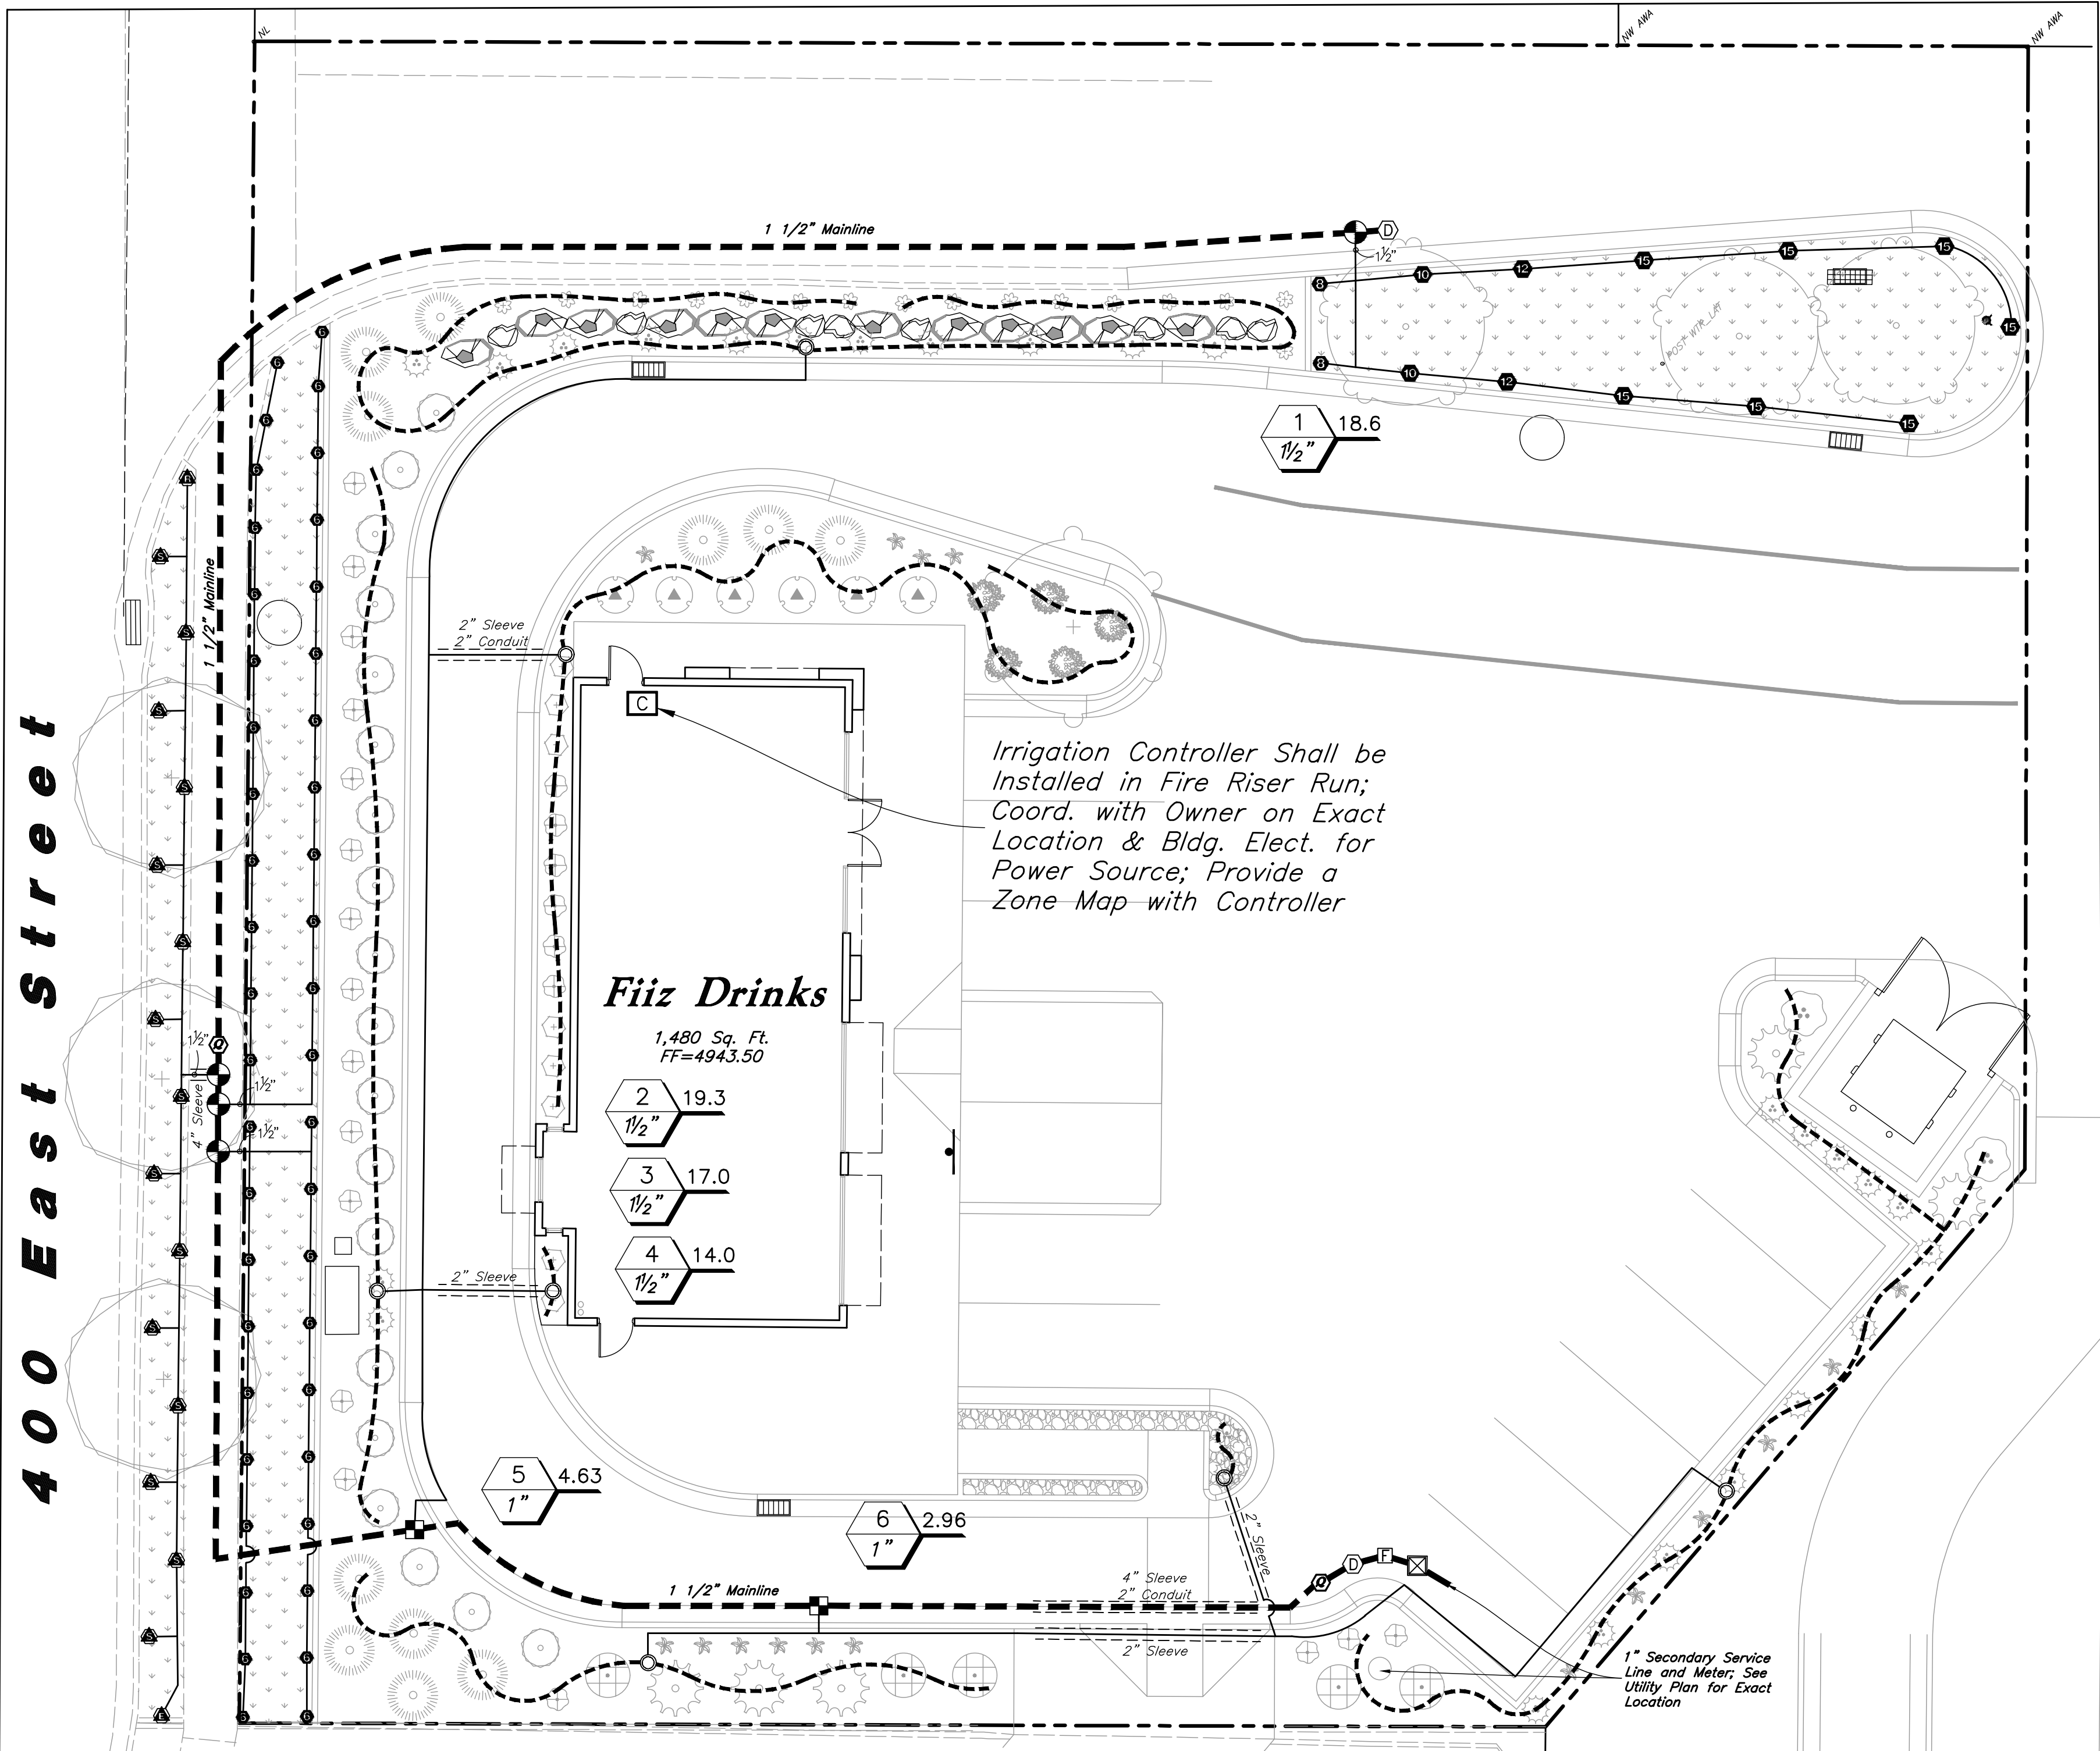 NL
NW AWA
NW AWA
1 1/2" Mainline
D
1½"
8
10
12
15
15
15
15
8
10
12
15
15
15
POST WTR_LAT
1
18.6
1½"
1 1/2" Mainline
2" Sleeve
2" Conduit
C
Irrigation Controller Shall be
Installed in Fire Riser Run;
Coord. with Owner on Exact
Location & Bldg. Elect. for
Power Source; Provide a
Zone Map with Controller
400 East Street
Fiiz Drinks
1,480 Sq. Ft.
FF=4943.50
Q
1½"
1½"
1½"
4" Sleeve
2
19.3
1½"
3
17.0
1½"
4
14.0
1½"
2" Sleeve
5
4.63
1"
6
2.96
1"
2" Sleeve
1 1/2" Mainline
4" Sleeve
2" Conduit
2" Sleeve
Q
D
F
1" Secondary Service
Line and Meter; See
Utility Plan for Exact
Location